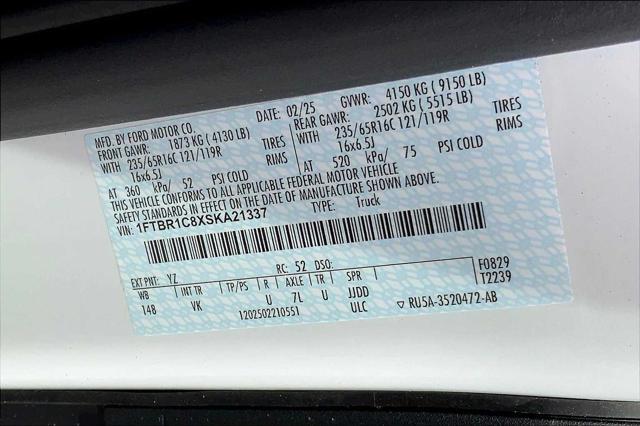 MFD. BY FORD MOTOR CO. DATE: 02/25 GVWR: 4150 KG ( 9150 LB)
FRONT GAWR: 1873 KG ( 4130 LB) REAR GAWR: 2502 KG ( 5515 LB)
WITH 235/65R16C 121/119R TIRES WITH 235/65R16C 121/119R TIRES
16x6.5J RIMS 16x6.5J RIMS
AT 360 kPa/ 52 PSI COLD AT 520 kPa/ 75 PSI COLD
THIS VEHICLE CONFORMS TO ALL APPLICABLE FEDERAL MOTOR VEHICLE
SAFETY STANDARDS IN EFFECT ON THE DATE OF MANUFACTURE SHOWN ABOVE.
VIN: 1FTBR1C8XSKA21337 TYPE: Truck
EXT PNT: YZ RC: 52 DSO: F0829
WB INT TR TP/PS R AXLE TR SPR T2239
148 VK U 7L U JJDD
1202502210551 ULC ▽ RU5A-3520472-AB